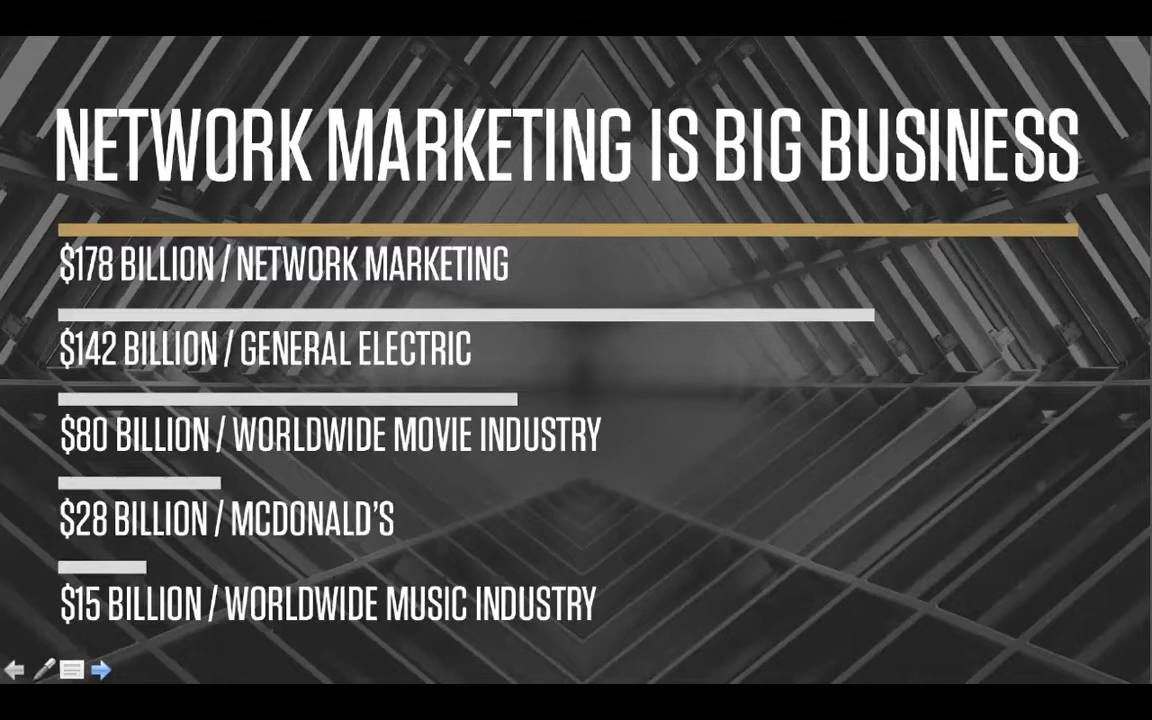 NETWORK MARKETING IS BIG BUSINESS
$178 BILLION / NETWORK MARKETING
$142 BILLION / GENERAL ELECTRIC
$80 BILLION / WORLDWIDE MOVIE INDUSTRY
$28 BILLION / MCDONALD'S
$15 BILLION / WORLDWIDE MUSIC INDUSTRY